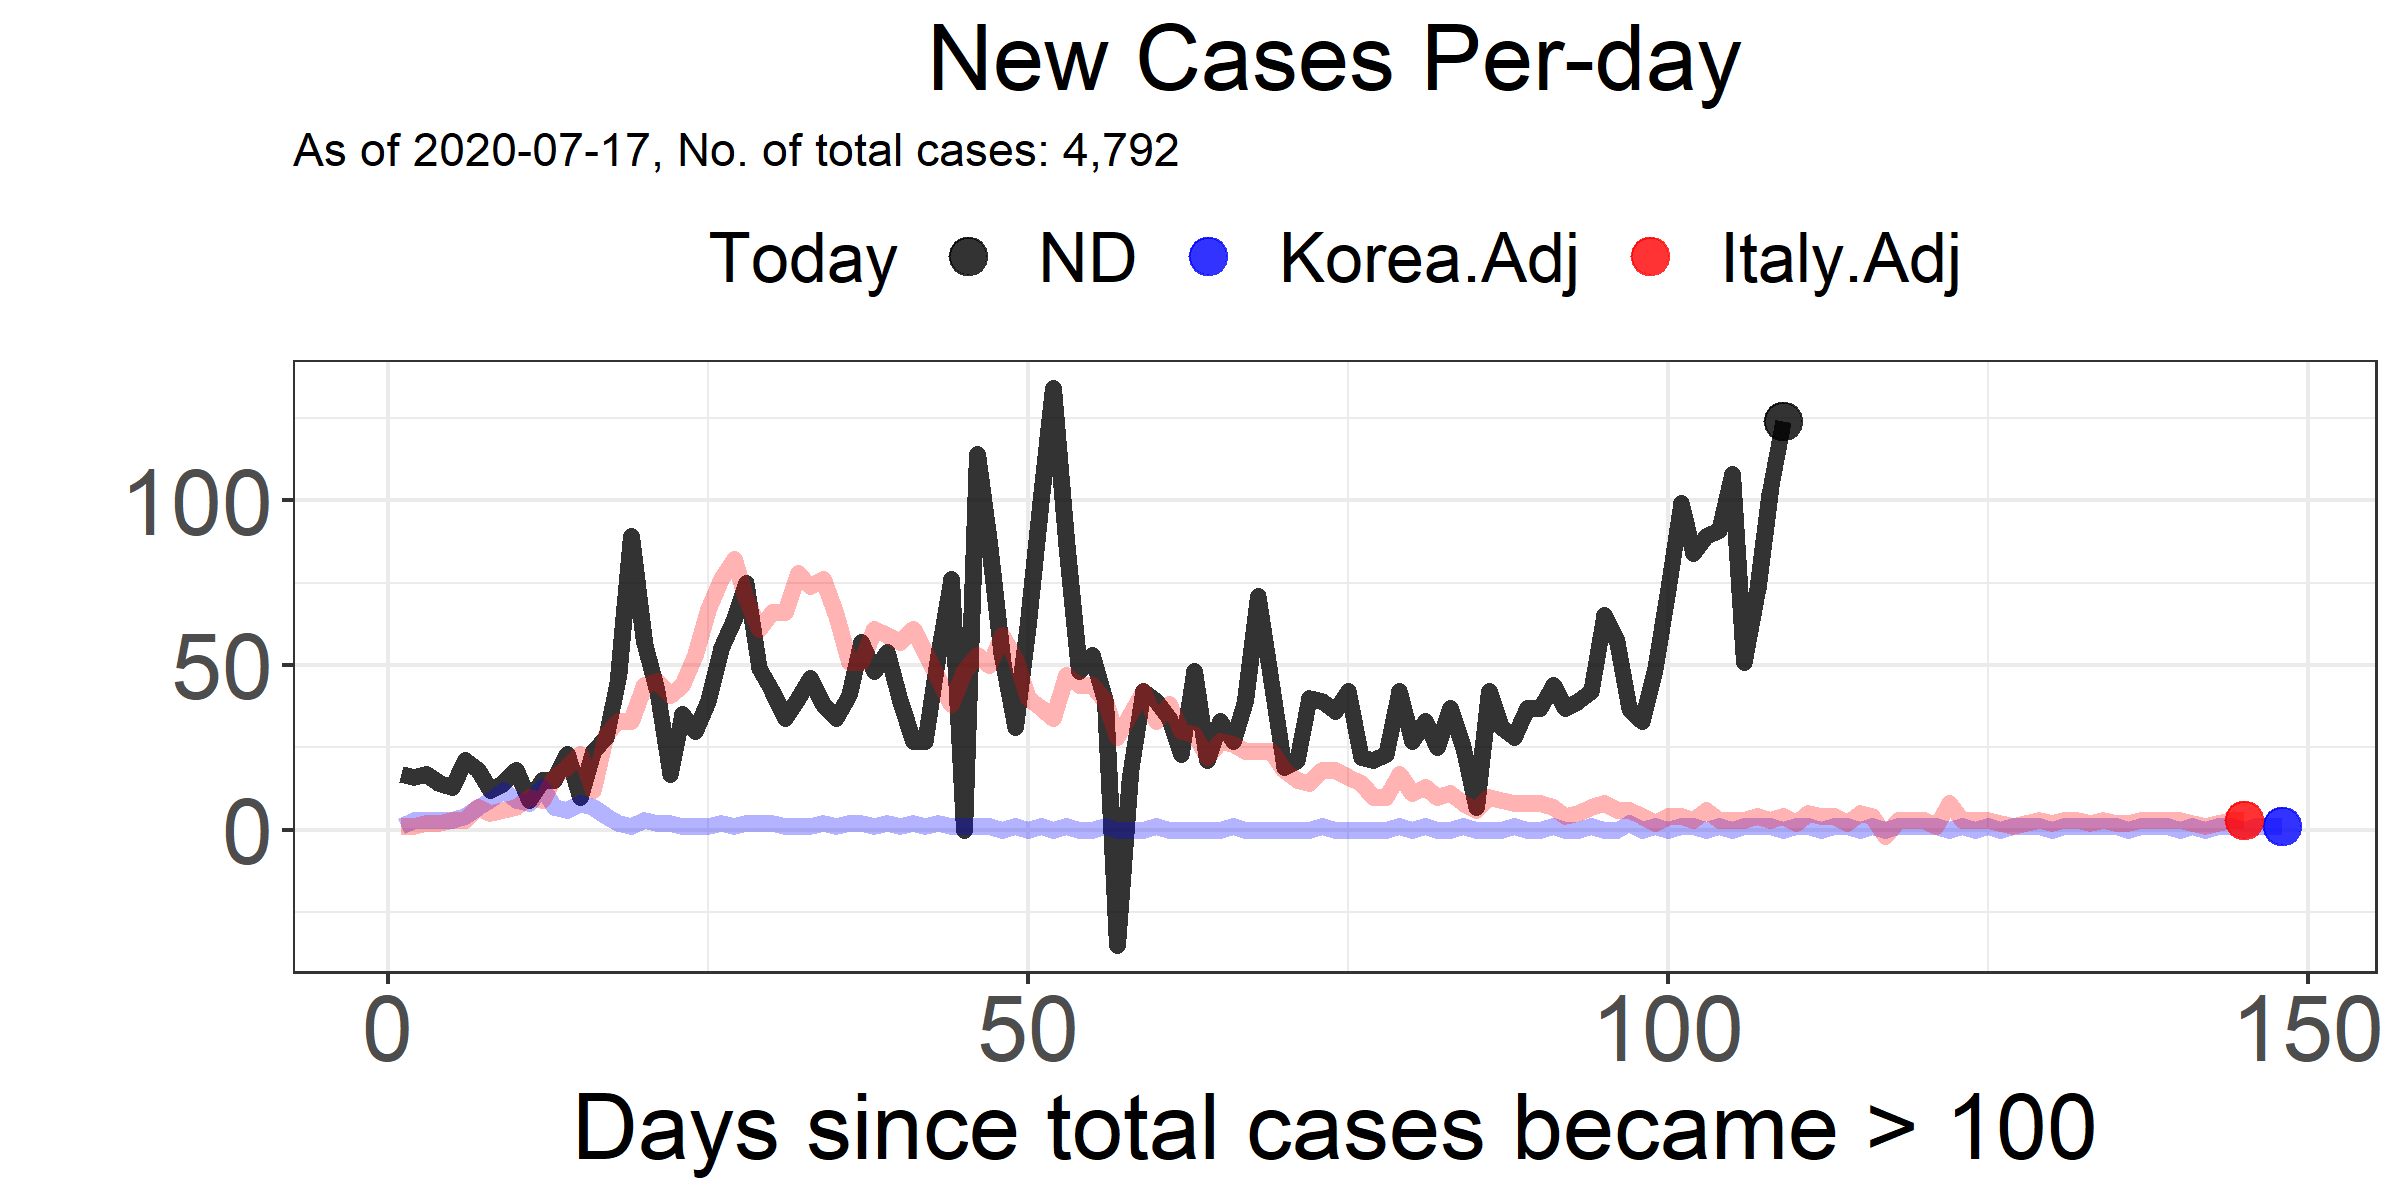 New Cases Per-day
As of 2020-07-17, No. of total cases: 4,792
Today ND Korea.Adj Italy.Adj
100
50
0
0 50 100 150
Days since total cases became > 100